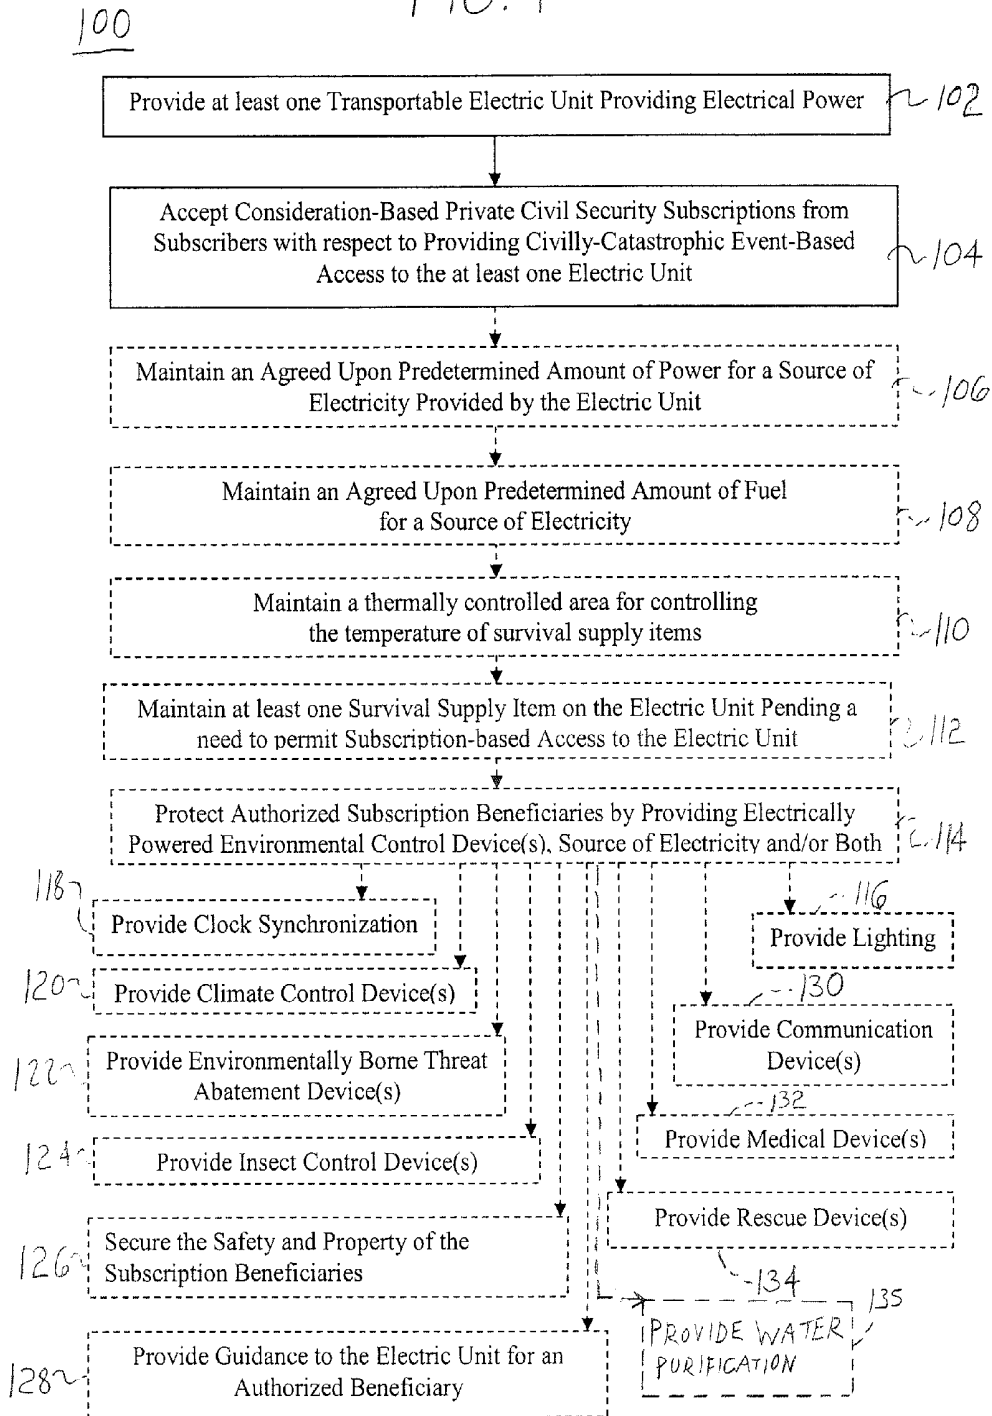 100
FIG. 1
Provide at least one Transportable Electric Unit Providing Electrical Power
102
Accept Consideration-Based Private Civil Security Subscriptions from
Subscribers with respect to Providing Civilly-Catastrophic Event-Based
Access to the at least one Electric Unit
104
Maintain an Agreed Upon Predetermined Amount of Power for a Source of
Electricity Provided by the Electric Unit
106
Maintain an Agreed Upon Predetermined Amount of Fuel
for a Source of Electricity
108
Maintain a thermally controlled area for controlling
the temperature of survival supply items
110
Maintain at least one Survival Supply Item on the Electric Unit Pending a
need to permit Subscription-based Access to the Electric Unit
112
Protect Authorized Subscription Beneficiaries by Providing Electrically
Powered Environmental Control Device(s), Source of Electricity and/or Both
114
118
Provide Clock Synchronization
116
Provide Lighting
120
Provide Climate Control Device(s)
130
Provide Communication
Device(s)
122
Provide Environmentally Borne Threat
Abatement Device(s)
132
Provide Medical Device(s)
124
Provide Insect Control Device(s)
Provide Rescue Device(s)
134
126
Secure the Safety and Property of the
Subscription Beneficiaries
135
PROVIDE WATER
PURIFICATION
128
Provide Guidance to the Electric Unit for an
Authorized Beneficiary